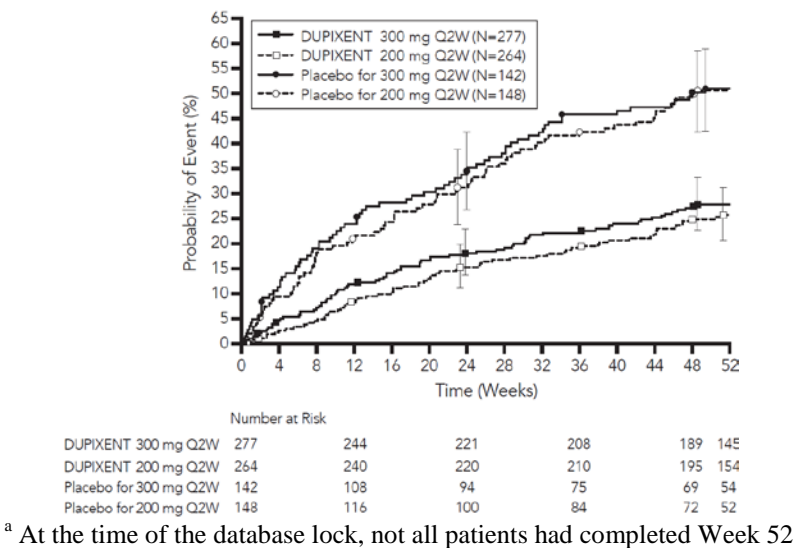 65
60
55
50
45
40
35
30
25
20
15
10
5
0
Probability of Event (%)
DUPIXENT 300 mg Q2W (N=277)
DUPIXENT 200 mg Q2W (N=264)
Placebo for 300 mg Q2W (N=142)
Placebo for 200 mg Q2W (N=148)
0 4 8 12 16 20 24 28 32 36 40 44 48 52
Time (Weeks)
Number at Risk
DUPIXENT 300 mg Q2W 277 244 221 208 189 145
DUPIXENT 200 mg Q2W 264 240 220 210 195 154
Placebo for 300 mg Q2W 142 108 94 75 69 54
Placebo for 200 mg Q2W 148 116 100 84 72 52
a At the time of the database lock, not all patients had completed Week 52